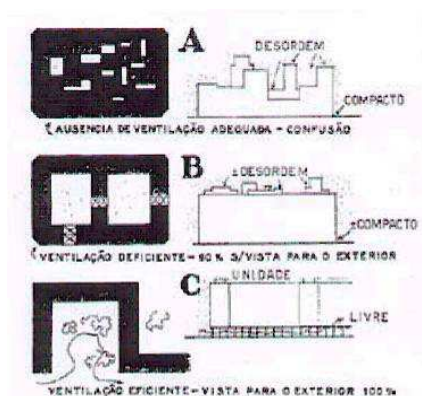 A
DESORDEM
COMPACTO
AUSENCIA DE VENTILAÇÃO ADEQUADA - CONFUSÃO
B
±DESORDEM
±COMPACTO
VENTILAÇÃO DEFICIENTE - 60% S/VISTA PARA O EXTERIOR
C
UNIDADE
LIVRE
VENTILAÇÃO EFICIENTE - VISTA PARA O EXTERIOR 100%